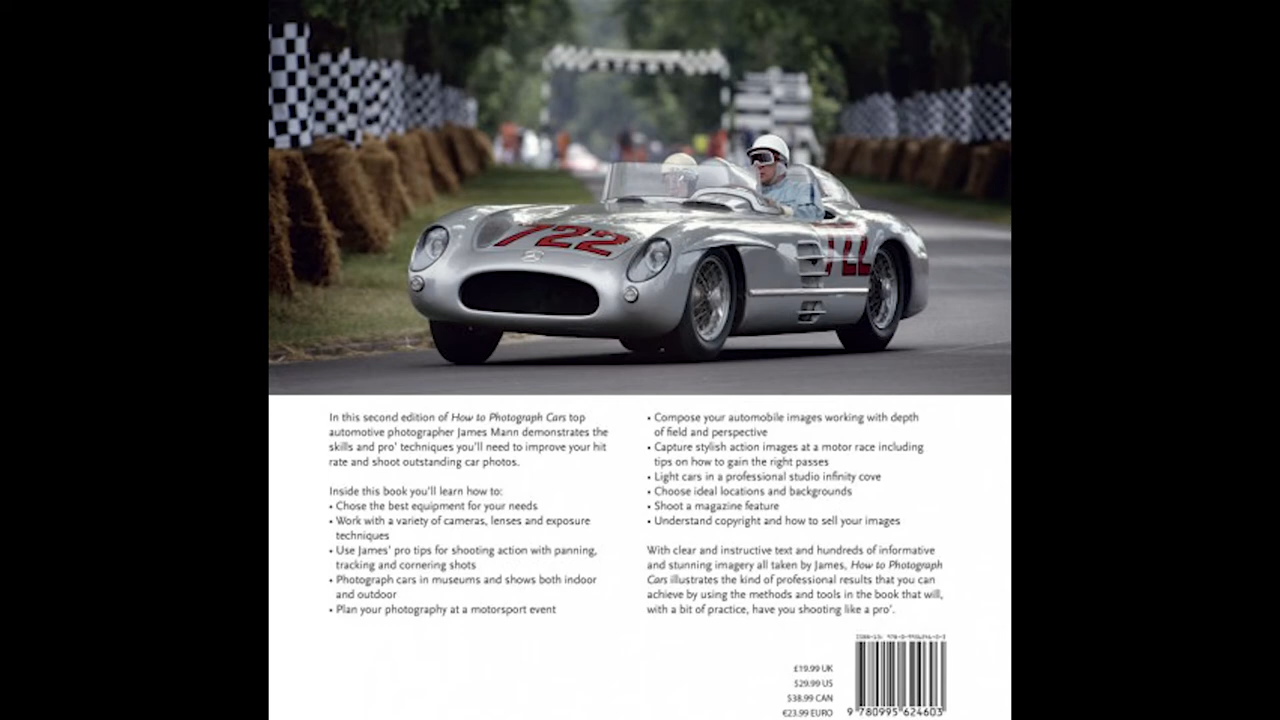 722
722
In this second edition of How to Photograph Cars top
automotive photographer James Mann demonstrates the
skills and pro' techniques you'll need to improve your hit
rate and shoot outstanding car photos.
Inside this book you'll learn how to:
• Chose the best equipment for your needs
• Work with a variety of cameras, lenses and exposure
techniques
• Use James' pro tips for shooting action with panning,
tracking and cornering shots
• Photograph cars in museums and shows both indoor
and outdoor
• Plan your photography at a motorsport event
• Compose your automobile images working with depth
of field and perspective
• Capture stylish action images at a motor race including
tips on how to gain the right passes
• Light cars in a professional studio infinity cove
• Choose ideal locations and backgrounds
• Shoot a magazine feature
• Understand copyright and how to sell your images
With clear and instructive text and hundreds of informative
and stunning imagery all taken by James, How to Photograph
Cars illustrates the kind of professional results that you can
achieve by using the methods and tools in the book that will,
with a bit of practice, have you shooting like a pro'.
£19.99 UK
$29.99 US
$38.99 CAN
€23.99 EURO
9 780995 624603